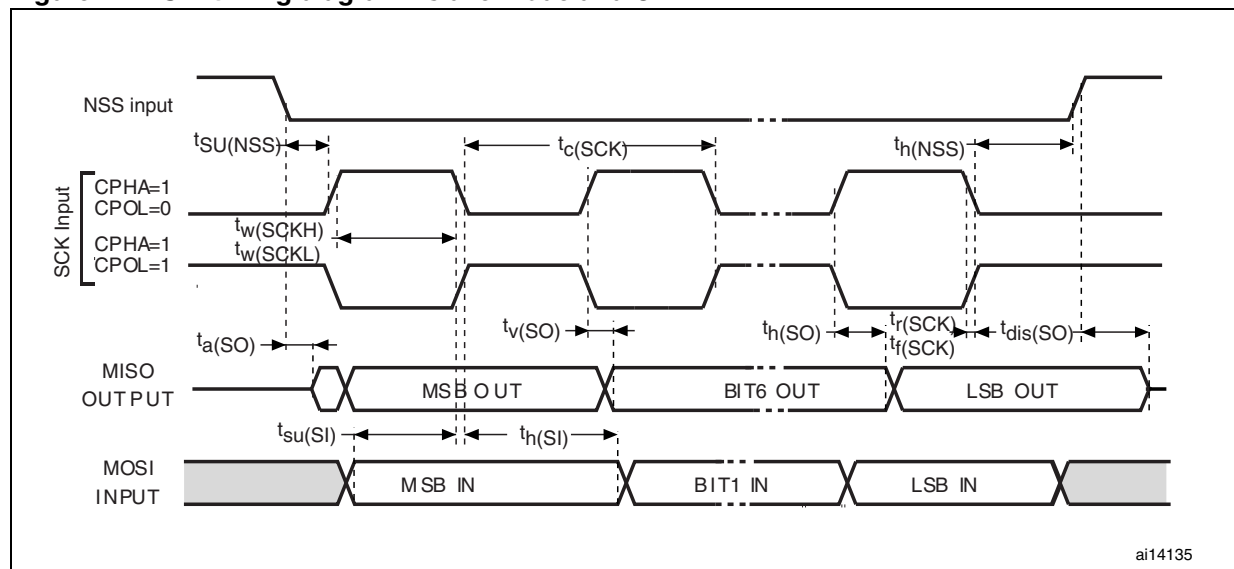 NSS input
tSU(NSS)
tc(SCK)
th(NSS)
SCK Input
CPHA=1
CPOL=0
tw(SCKH)
CPHA=1
tw(SCKL)
CPOL=1
ta(SO)
tv(SO)
th(SO)
tr(SCK)
tf(SCK)
tdis(SO)
MISO
OUTPUT
MSB OUT
BIT6 OUT
LSB OUT
tsu(SI)
th(SI)
MOSI
INPUT
MSB IN
BIT1 IN
LSB IN
ai14135